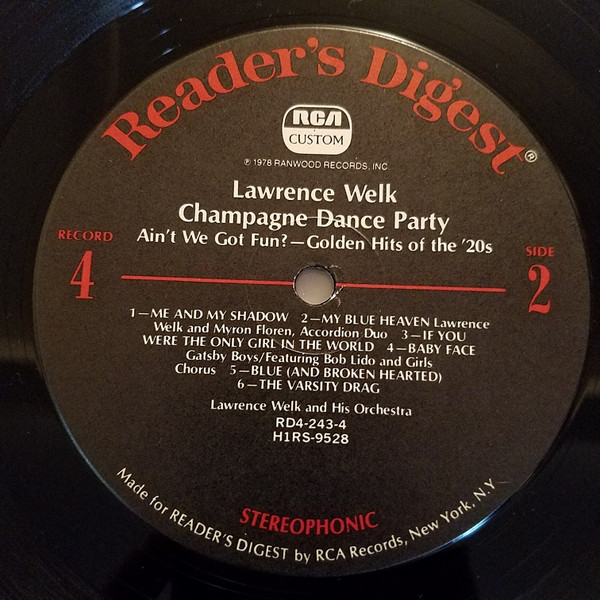 Reader's Digest®
RCA
CUSTOM
℗ 1978 RANWOOD RECORDS, INC.
Lawrence Welk
Champagne Dance Party
Ain't We Got Fun?—Golden Hits of the '20s
RECORD
4
SIDE
2
1—ME AND MY SHADOW 2—MY BLUE HEAVEN Lawrence
Welk and Myron Floren, Accordion Duo 3—IF YOU
WERE THE ONLY GIRL IN THE WORLD 4—BABY FACE
Gatsby Boys/Featuring Bob Lido and Girls
Chorus 5—BLUE (AND BROKEN HEARTED)
6—THE VARSITY DRAG
Lawrence Welk and His Orchestra
RD4-243-4
H1RS-9528
STEREOPHONIC
Made for READER'S DIGEST by RCA Records, New York, N.Y.